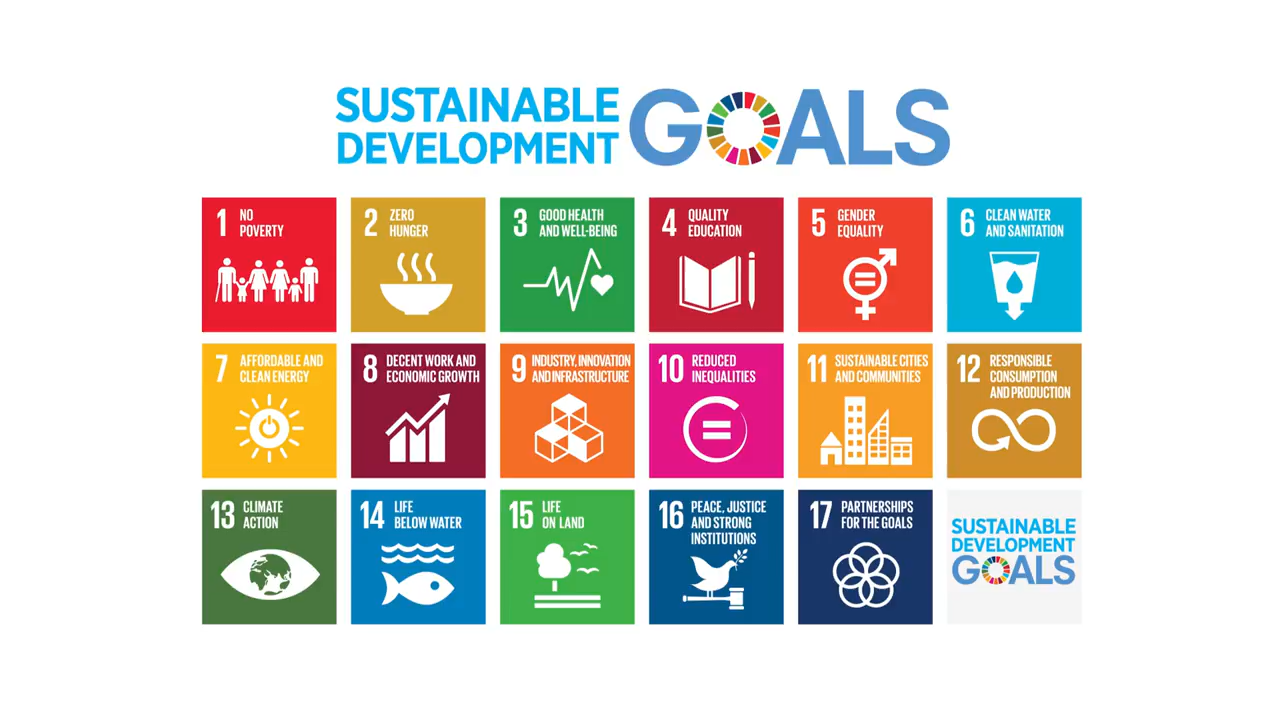 SUSTAINABLE
DEVELOPMENT
GOALS
1 NO
POVERTY
2 ZERO
HUNGER
3 GOOD HEALTH
AND WELL-BEING
4 QUALITY
EDUCATION
5 GENDER
EQUALITY
6 CLEAN WATER
AND SANITATION
7 AFFORDABLE AND
CLEAN ENERGY
8 DECENT WORK AND
ECONOMIC GROWTH
9 INDUSTRY, INNOVATION
AND INFRASTRUCTURE
10 REDUCED
INEQUALITIES
11 SUSTAINABLE CITIES
AND COMMUNITIES
12 RESPONSIBLE
CONSUMPTION
AND PRODUCTION
13 CLIMATE
ACTION
14 LIFE
BELOW WATER
15 LIFE
ON LAND
16 PEACE, JUSTICE
AND STRONG
INSTITUTIONS
17 PARTNERSHIPS
FOR THE GOALS
SUSTAINABLE
DEVELOPMENT
GOALS